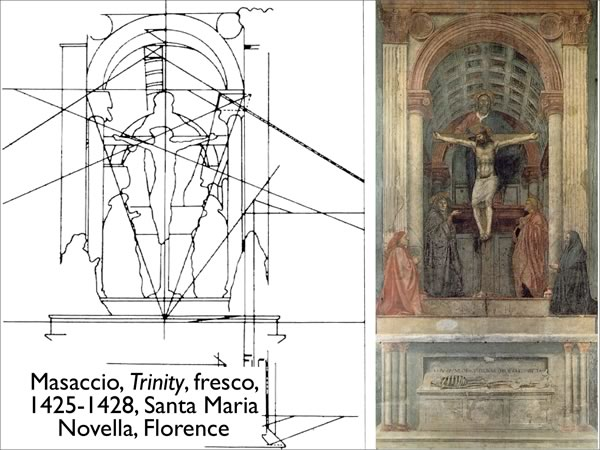 Masaccio, Trinity, fresco,
1425-1428, Santa Maria
Novella, Florence